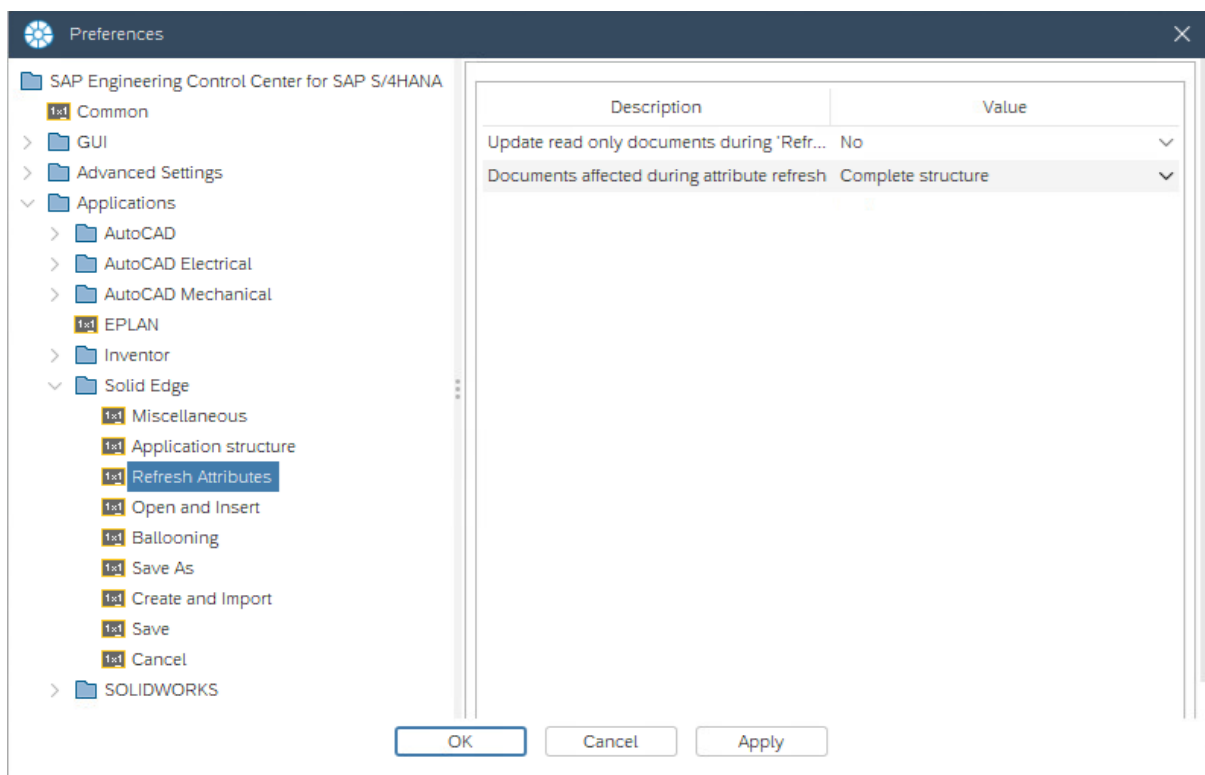 Preferences
SAP Engineering Control Center for SAP S/4HANA
Common
GUI
Advanced Settings
Applications
AutoCAD
AutoCAD Electrical
AutoCAD Mechanical
EPLAN
Inventor
Solid Edge
Miscellaneous
Application structure
Refresh Attributes
Open and Insert
Ballooning
Save As
Create and Import
Save
Cancel
SOLIDWORKS
Description Value
Update read only documents during 'Refr... No
Documents affected during attribute refresh Complete structure
OK Cancel Apply